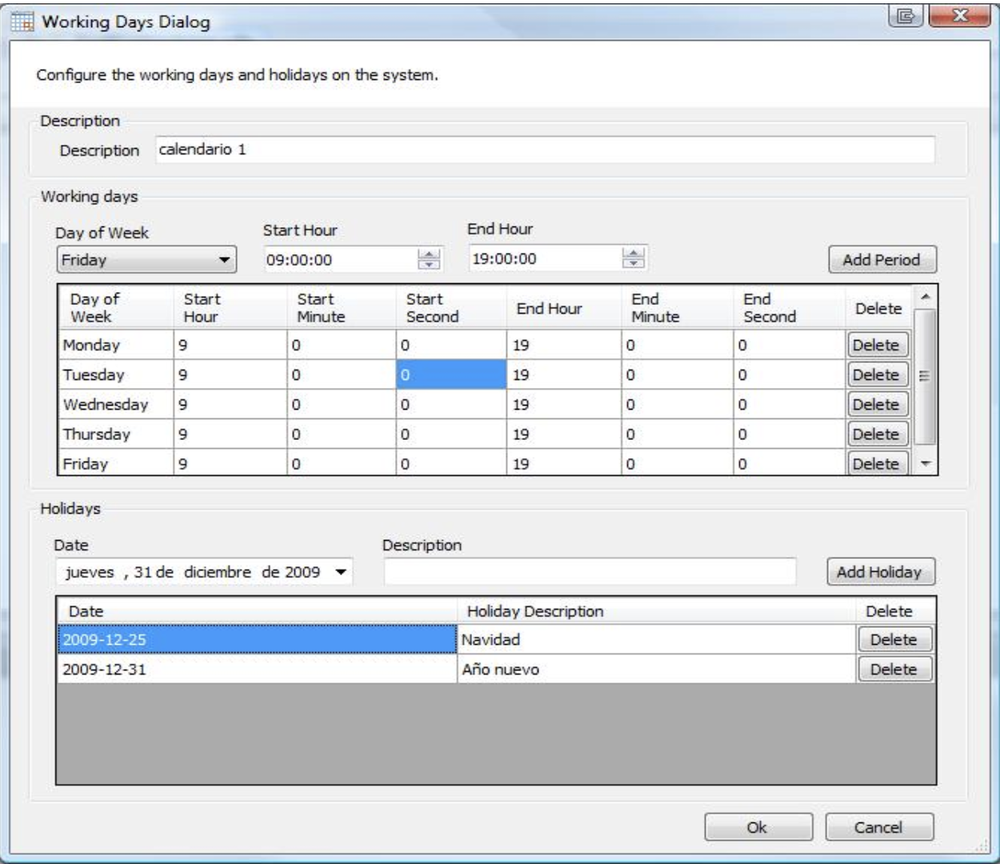 Working Days Dialog
Configure the working days and holidays on the system.
Description
Description calendario 1
Working days
Day of Week Start Hour End Hour
Friday 09:00:00 19:00:00 Add Period
Day of Week Start Hour Start Minute Start Second End Hour End Minute End Second Delete
Monday 9 0 0 19 0 0 Delete
Tuesday 9 0 0 19 0 0 Delete
Wednesday 9 0 0 19 0 0 Delete
Thursday 9 0 0 19 0 0 Delete
Friday 9 0 0 19 0 0 Delete
Holidays
Date Description
jueves , 31 de diciembre de 2009 Add Holiday
Date Holiday Description Delete
2009-12-25 Navidad Delete
2009-12-31 Año nuevo Delete
Ok Cancel